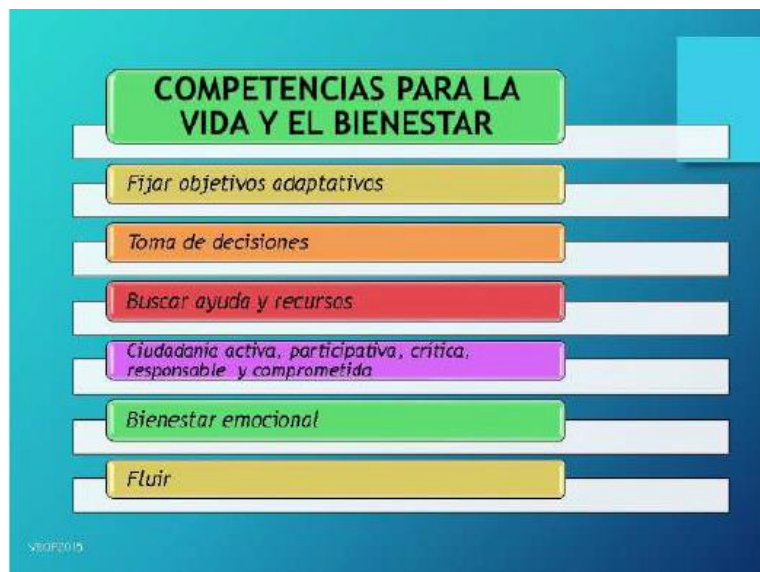 COMPETENCIAS PARA LA
VIDA Y EL BIENESTAR
Fijar objetivos adaptativos
Toma de decisiones
Buscar ayuda y recursos
Ciudadanía activa, participativa, crítica,
responsable y comprometida
Bienestar emocional
Fluir